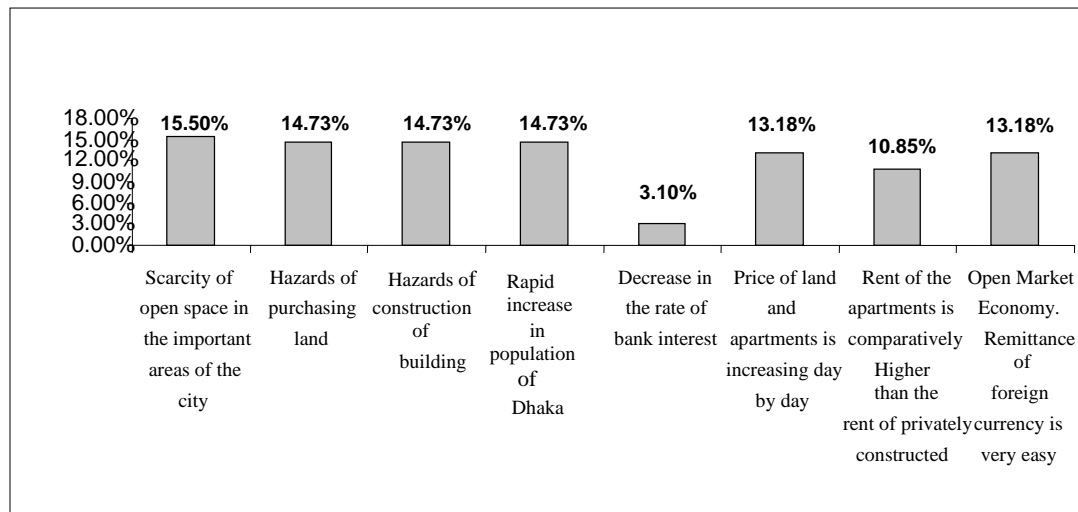 18.00%
15.00%
12.00%
9.00%
6.00%
3.00%
0.00%
15.50%
14.73%
14.73%
14.73%
3.10%
13.18%
10.85%
13.18%
Scarcity of
open space in
the important
areas of the
city
Hazards of
purchasing
land
Hazards of
construction
of
building
Rapid
increase
in
population
of
Dhaka
Decrease in
the rate of
bank interest
Price of land
and
apartments is
increasing day
by day
Rent of the
apartments is
comparatively
Higher
than the
rent of privately
constructed
Open Market
Economy.
Remittance
of
foreign
currency is
very easy